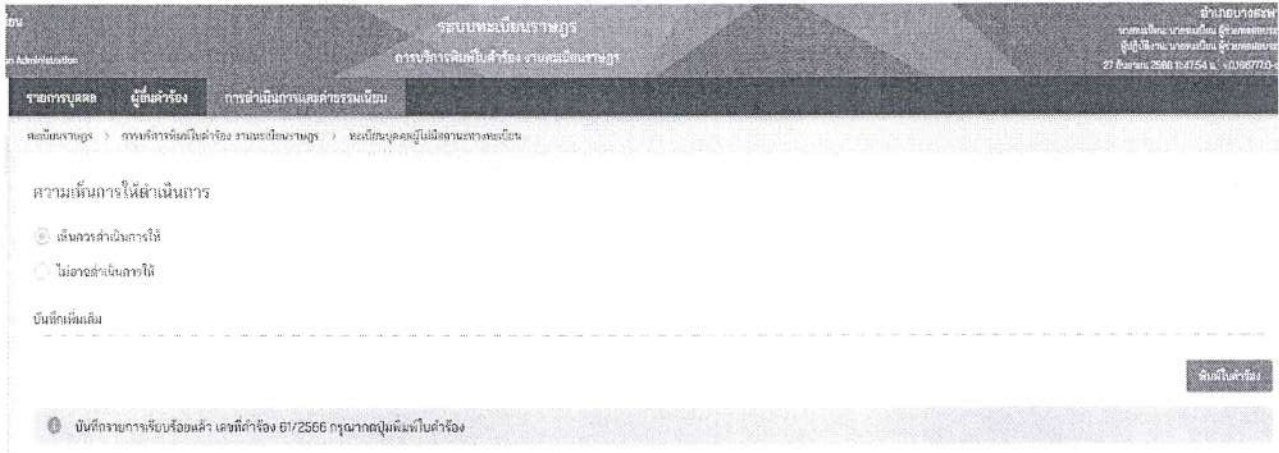 ระบบทะเบียนราษฎร
การบริการพิมพ์ใบคำร้อง งานทะเบียนราษฎร
รายการบุคคล ผู้ยื่นคำร้อง การดำเนินการและค่าธรรมเนียม
ทะเบียนราษฎร > การบริการพิมพ์ใบคำร้อง งานทะเบียนราษฎร > ทะเบียนบุคคลผู้ไม่มีสถานะทางทะเบียน
ความเห็นการให้ดำเนินการ
เห็นควรดำเนินการให้
ไม่อาจดำเนินการให้
บันทึกเพิ่มเติม
พิมพ์ใบคำร้อง
บันทึกรายการเรียบร้อยแล้ว เลขที่คำร้อง 61/2566 กรุณากดปุ่มพิมพ์ใบคำร้อง